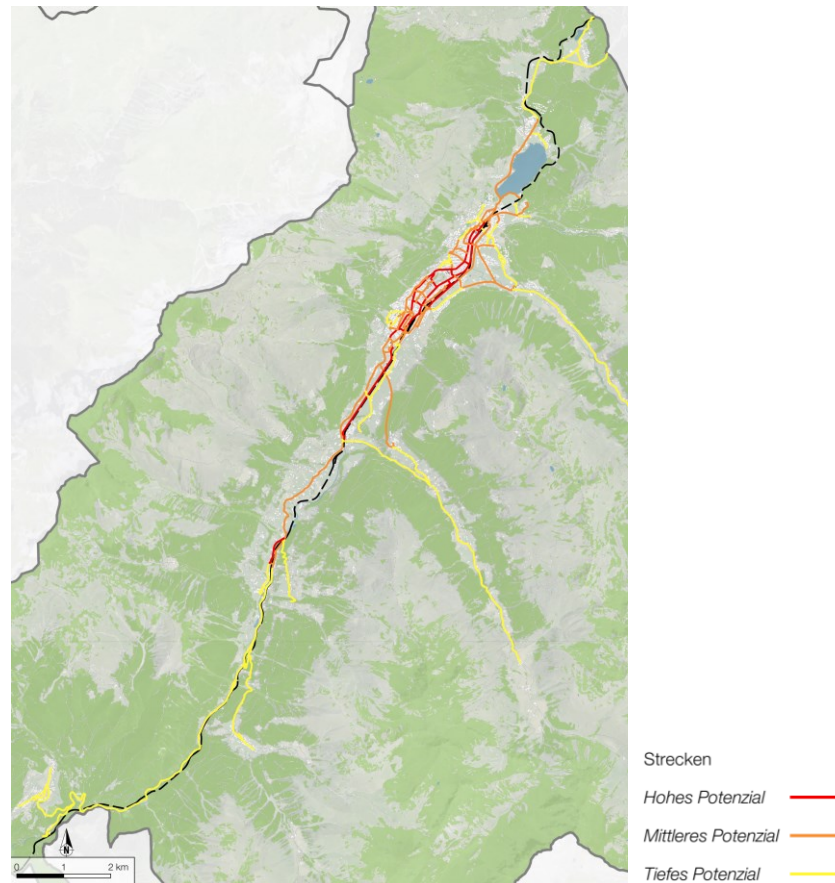 Strecken
Hohes Potenzial
Mittleres Potenzial
Tiefes Potenzial
N
0 1 2 km